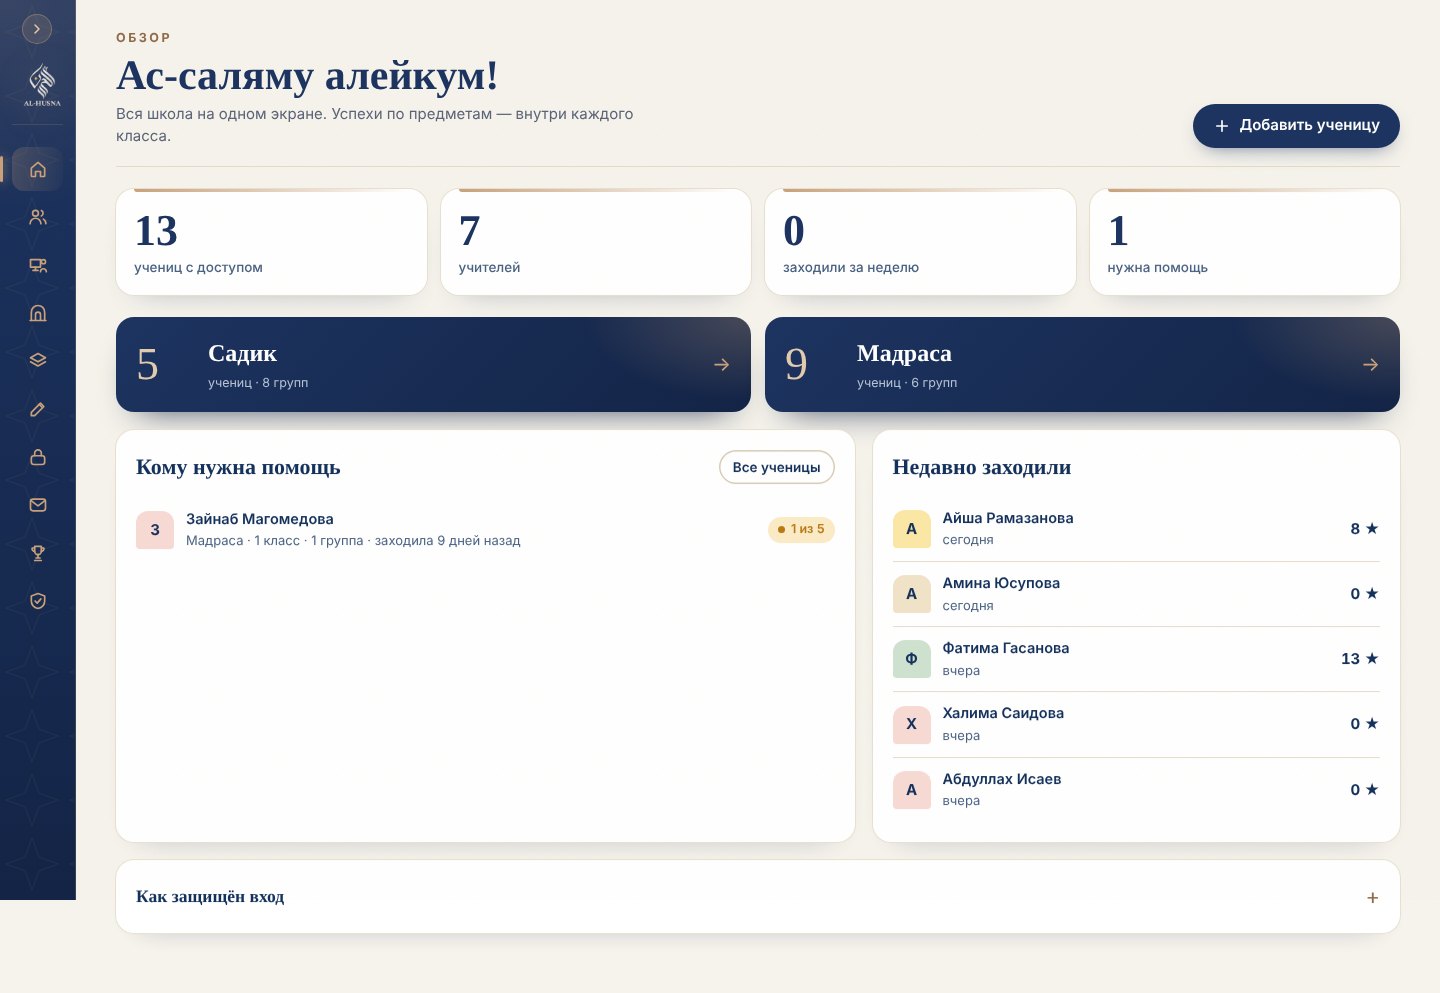 AL-HUSNA
ОБЗОР
Ас-саляму алейкум!
Вся школа на одном экране. Успехи по предметам — внутри каждого
класса.
+ Добавить ученицу
13
учениц с доступом
7
учителей
0
заходили за неделю
1
нужна помощь
5
Садик
учениц · 8 групп
→
9
Мадраса
учениц · 6 групп
→
Кому нужна помощь
Все ученицы
З
Зайнаб Магомедова
Мадраса · 1 класс · 1 группа · заходила 9 дней назад
1 из 5
Недавно заходили
А
Айша Рамазанова
сегодня
8 ★
А
Амина Юсупова
сегодня
0 ★
Ф
Фатима Гасанова
вчера
13 ★
Х
Халима Саидова
вчера
0 ★
А
Абдуллах Исаев
вчера
0 ★
Как защищён вход
+